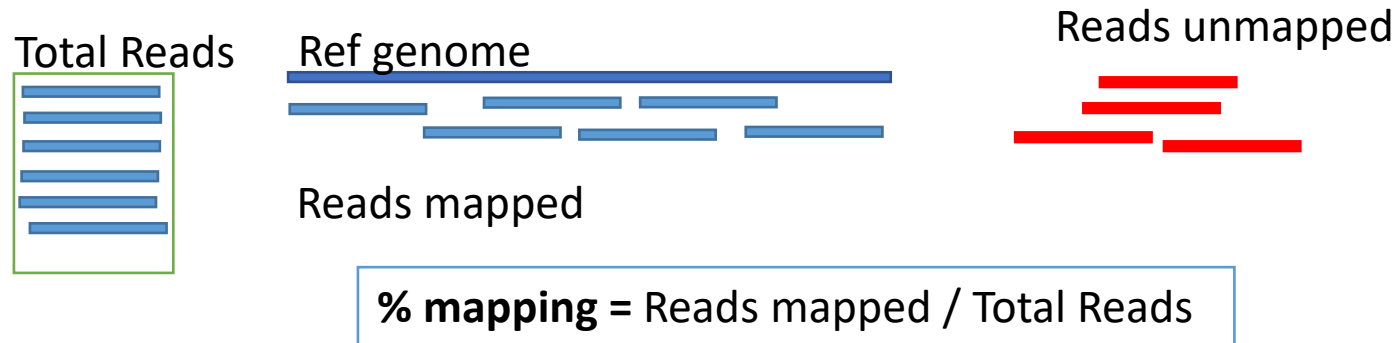 Total Reads
Ref genome
Reads unmapped
Reads mapped
% mapping = Reads mapped / Total Reads